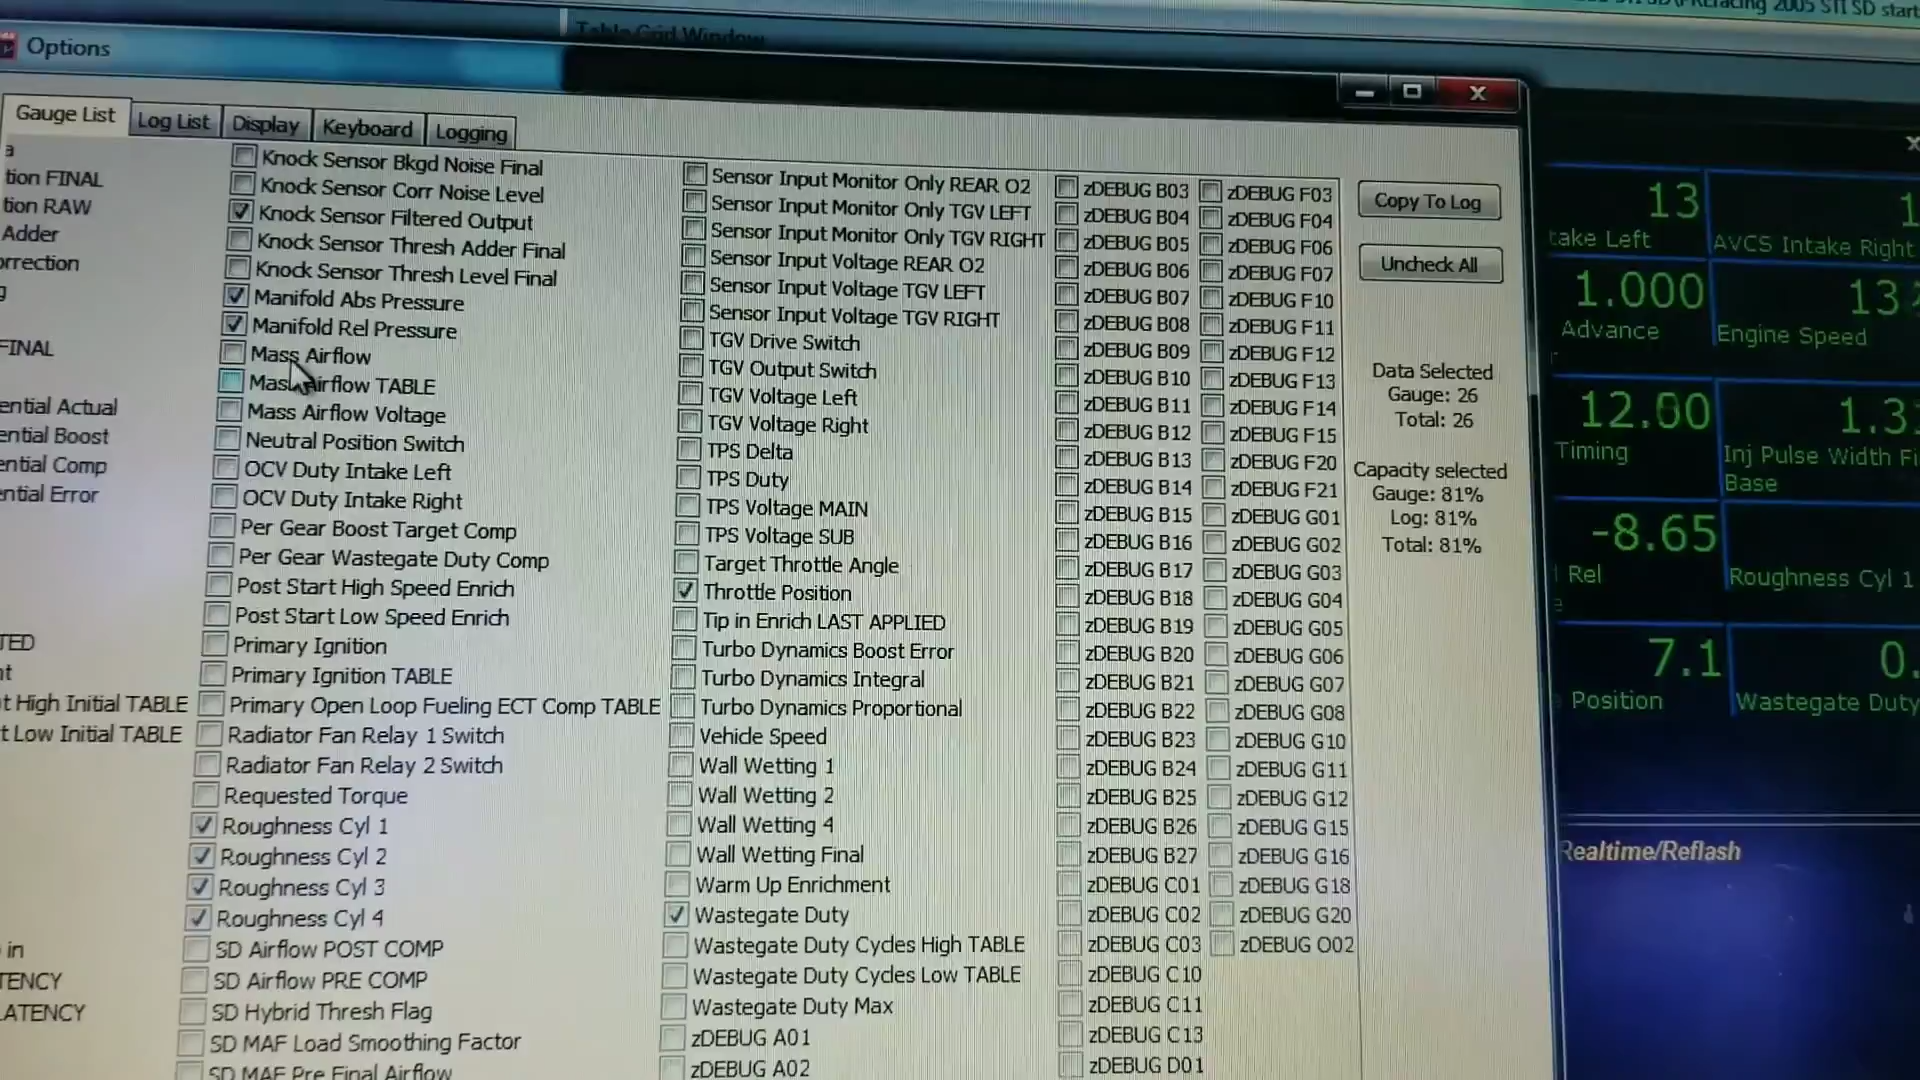 2005 STI SD start
Table Grid Window
Options
Gauge List
Log List
Display
Keyboard
Logging
a
tion FINAL
tion RAW
Adder
orrection
g
FINAL
ential Actual
ential Boost
ential Comp
ential Error
TED
nt
t High Initial TABLE
t Low Initial TABLE
in
TENCY
LATENCY
Knock Sensor Bkgd Noise Final
Knock Sensor Corr Noise Level
Knock Sensor Filtered Output
Knock Sensor Thresh Adder Final
Knock Sensor Thresh Level Final
Manifold Abs Pressure
Manifold Rel Pressure
Mass Airflow
Mass Airflow TABLE
Mass Airflow Voltage
Neutral Position Switch
OCV Duty Intake Left
OCV Duty Intake Right
Per Gear Boost Target Comp
Per Gear Wastegate Duty Comp
Post Start High Speed Enrich
Post Start Low Speed Enrich
Primary Ignition
Primary Ignition TABLE
Primary Open Loop Fueling ECT Comp TABLE
Radiator Fan Relay 1 Switch
Radiator Fan Relay 2 Switch
Requested Torque
Roughness Cyl 1
Roughness Cyl 2
Roughness Cyl 3
Roughness Cyl 4
SD Airflow POST COMP
SD Airflow PRE COMP
SD Hybrid Thresh Flag
SD MAF Load Smoothing Factor
SD MAF Pre Final Airflow
Sensor Input Monitor Only REAR O2
Sensor Input Monitor Only TGV LEFT
Sensor Input Monitor Only TGV RIGHT
Sensor Input Voltage REAR O2
Sensor Input Voltage TGV LEFT
Sensor Input Voltage TGV RIGHT
TGV Drive Switch
TGV Output Switch
TGV Voltage Left
TGV Voltage Right
TPS Delta
TPS Duty
TPS Voltage MAIN
TPS Voltage SUB
Target Throttle Angle
Throttle Position
Tip in Enrich LAST APPLIED
Turbo Dynamics Boost Error
Turbo Dynamics Integral
Turbo Dynamics Proportional
Vehicle Speed
Wall Wetting 1
Wall Wetting 2
Wall Wetting 4
Wall Wetting Final
Warm Up Enrichment
Wastegate Duty
Wastegate Duty Cycles High TABLE
Wastegate Duty Cycles Low TABLE
Wastegate Duty Max
zDEBUG A01
zDEBUG A02
zDEBUG B03
zDEBUG B04
zDEBUG B05
zDEBUG B06
zDEBUG B07
zDEBUG B08
zDEBUG B09
zDEBUG B10
zDEBUG B11
zDEBUG B12
zDEBUG B13
zDEBUG B14
zDEBUG B15
zDEBUG B16
zDEBUG B17
zDEBUG B18
zDEBUG B19
zDEBUG B20
zDEBUG B21
zDEBUG B22
zDEBUG B23
zDEBUG B24
zDEBUG B25
zDEBUG B26
zDEBUG B27
zDEBUG C01
zDEBUG C02
zDEBUG C03
zDEBUG C10
zDEBUG C11
zDEBUG C13
zDEBUG D01
zDEBUG F03
zDEBUG F04
zDEBUG F06
zDEBUG F07
zDEBUG F10
zDEBUG F11
zDEBUG F12
zDEBUG F13
zDEBUG F14
zDEBUG F15
zDEBUG F20
zDEBUG F21
zDEBUG G01
zDEBUG G02
zDEBUG G03
zDEBUG G04
zDEBUG G05
zDEBUG G06
zDEBUG G07
zDEBUG G08
zDEBUG G10
zDEBUG G11
zDEBUG G12
zDEBUG G15
zDEBUG G16
zDEBUG G18
zDEBUG G20
zDEBUG O02
Copy To Log
Uncheck All
Data Selected
Gauge: 26
Total: 26
Capacity selected
Gauge: 81%
Log: 81%
Total: 81%
13
take Left
1
AVCS Intake Right
1.000
Advance
13
Engine Speed
12.00
Timing
1.3
Inj Pulse Width Fi
Base
-8.65
Rel
Roughness Cyl 1
7.1
Position
0.
Wastegate Duty
Realtime/Reflash